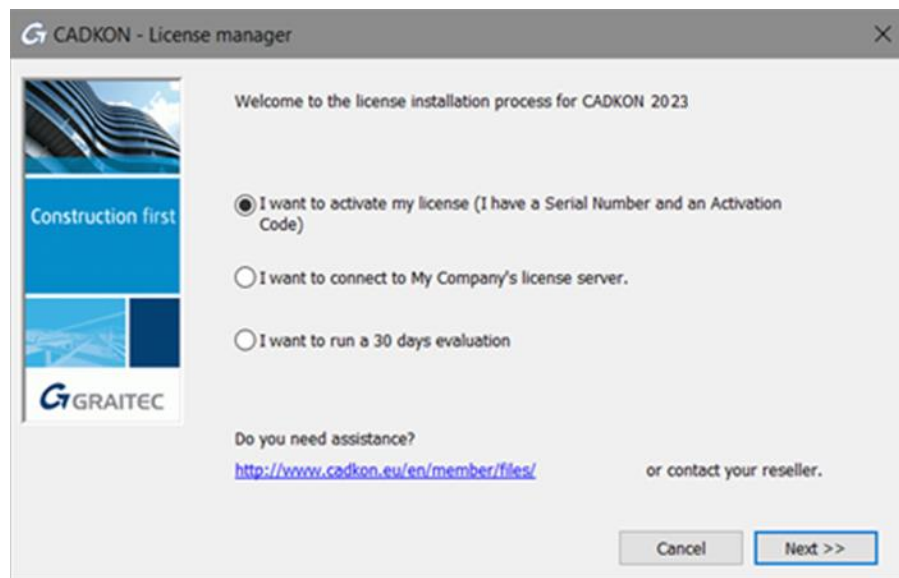 CADKON - License manager
Welcome to the license installation process for CADKON 2023
Construction first
I want to activate my license (I have a Serial Number and an Activation
Code)
I want to connect to My Company's license server.
I want to run a 30 days evaluation
GRAITEC
Do you need assistance?
http://www.cadkon.eu/en/member/files/ or contact your reseller.
Cancel Next >>